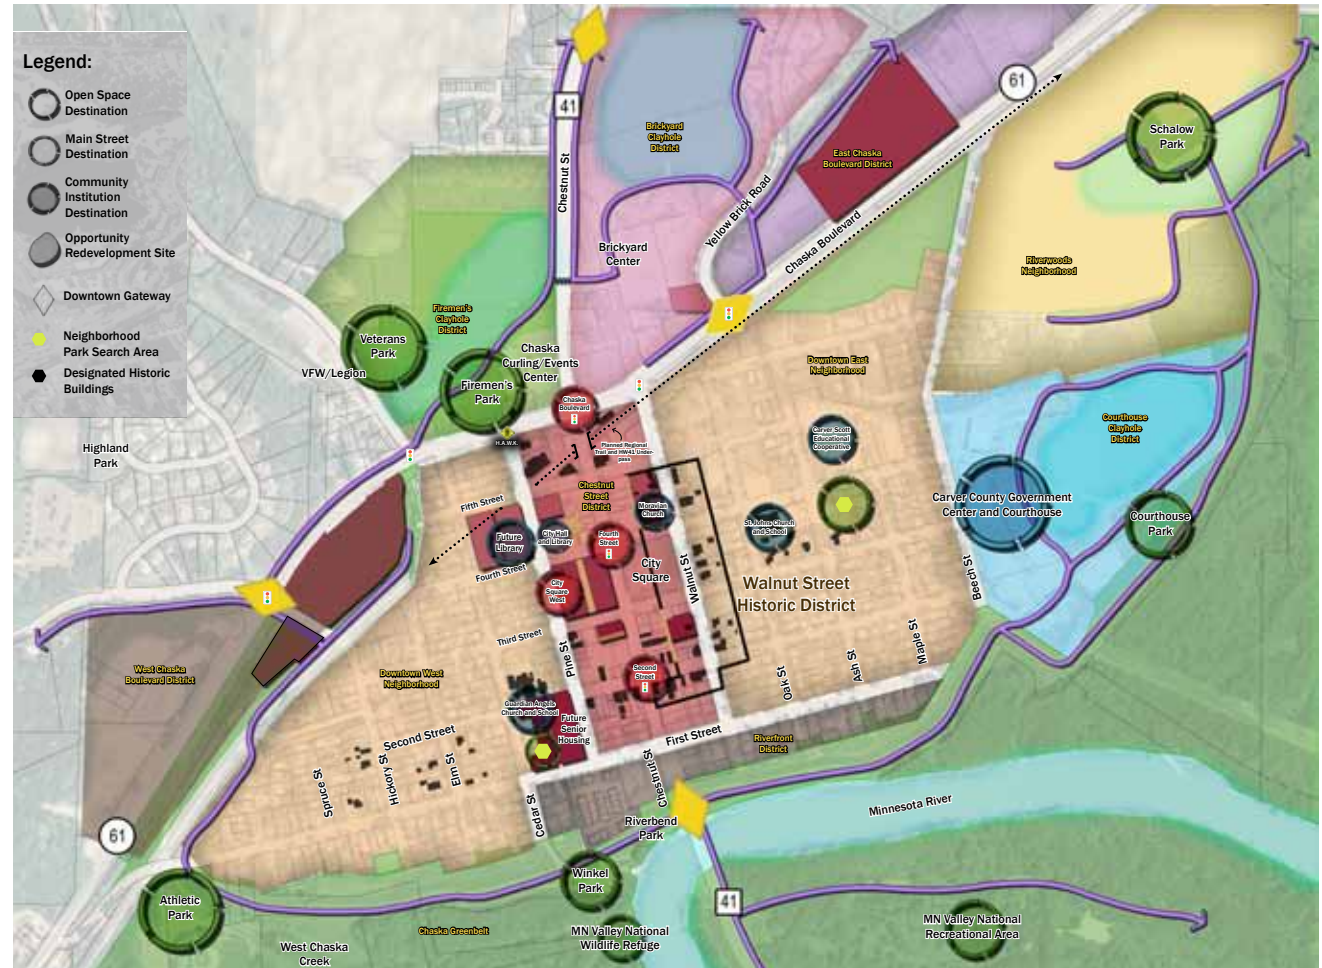 Legend:
Open Space
Destination
Main Street
Destination
Community
Institution
Destination
Opportunity
Redevelopment Site
Downtown Gateway
Neighborhood
Park Search Area
Designated Historic
Buildings
41
Chestnut St
Brickyard
Clayhole
District
East Chaska
Boulevard District
61
Schalow
Park
Yellow Brick Road
Chaska Boulevard
Brickyard
Center
Riverwoods
Neighborhood
Firemen's
Clayhole
District
Veterans
Park
VFW/Legion
Chaska
Curling/Events
Center
Firemen's
Park
H.A.W.K.
Chaska
Boulevard
Downtown East
Neighborhood
Planned Regional
Trail and HW41 Under-
pass
Carver Scott
Educational
Cooperative
Courthouse
Clayhole
District
Highland
Park
Chestnut
Street
District
Fifth Street
Moravian
Church
Carver County Government
Center and Courthouse
Courthouse
Park
St. Johns Church
and School
Future
Library
City Hall
and Library
Fourth
Street
Fourth Street
City
Square
City
Square
West
Walnut St
Walnut Street
Historic District
Beech St
Third Street
Pine St
Maple St
Ash St
Oak St
West Chaska
Boulevard District
Downtown West
Neighborhood
Second
Street
Guardian Angels
Church and School
Future
Senior
Housing
Second Street
First Street
Riverfront
District
Spruce St
Hickory St
Elm St
Cedar St
Chestnut St
Riverbend
Park
Minnesota River
61
Winkel
Park
Athletic
Park
41
Chaska Greenbelt
MN Valley National
Wildlife Refuge
MN Valley National
Recreational Area
West Chaska
Creek